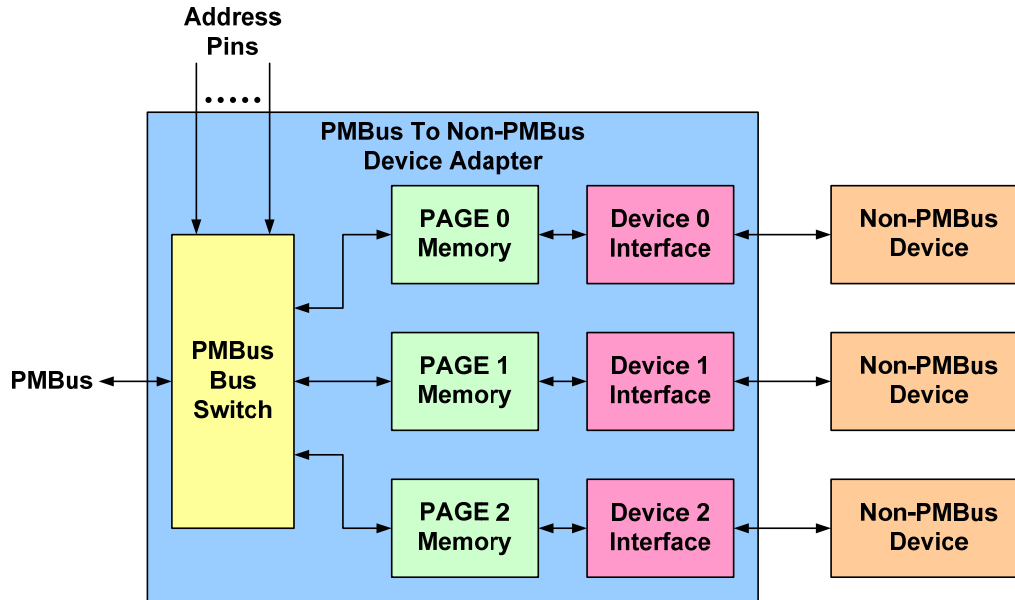 Address
Pins
PMBus To Non-PMBus
Device Adapter
PAGE 0
Memory
Device 0
Interface
Non-PMBus
Device
PMBus
PMBus
Bus
Switch
PAGE 1
Memory
Device 1
Interface
Non-PMBus
Device
PAGE 2
Memory
Device 2
Interface
Non-PMBus
Device